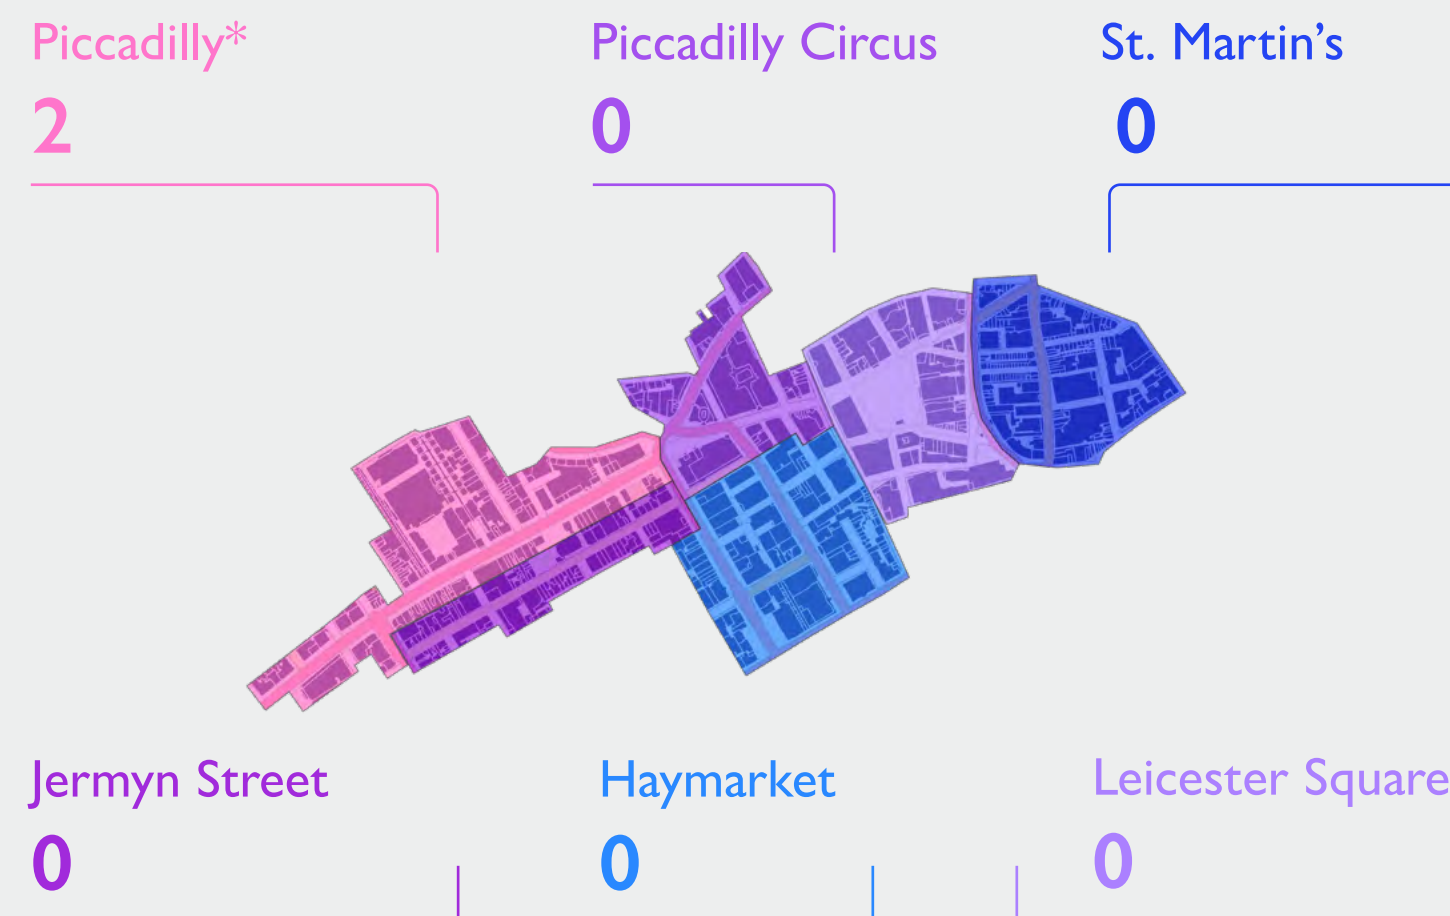 Piccadilly*
2
Piccadilly Circus
0
St. Martin’s
0
Jermyn Street
0
Haymarket
0
Leicester Square
0